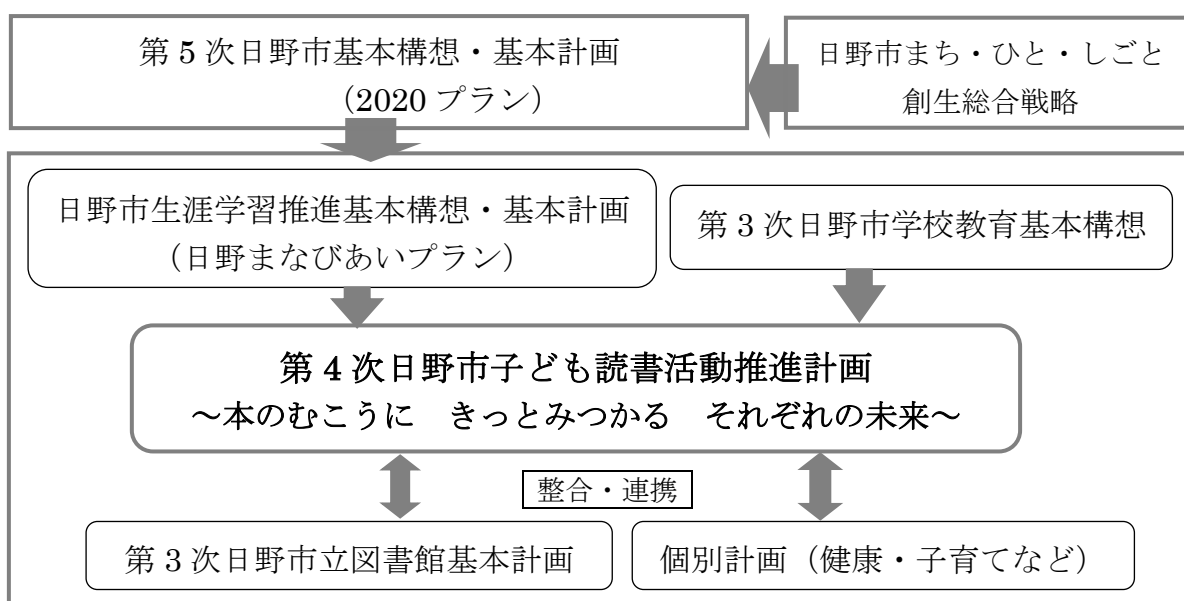 第 5 次日野市基本構想・基本計画
（2020 プラン）
日野市まち・ひと・しごと
創生総合戦略
日野市生涯学習推進基本構想・基本計画
（日野まなびあいプラン）
第 3 次日野市学校教育基本構想
第 4 次日野市子ども読書活動推進計画
～本のむこうに　きっとみつかる　それぞれの未来～
整合・連携
第 3 次日野市立図書館基本計画
個別計画（健康・子育てなど）